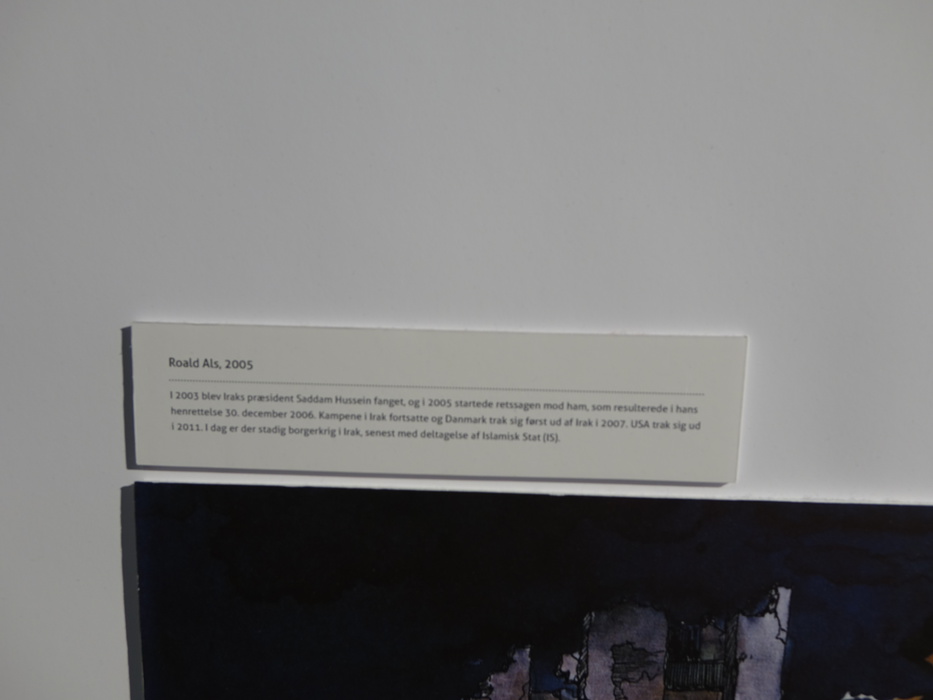 Roald Als, 2005
I 2003 blev Iraks præsident Saddam Hussein fanget, og i 2005 startede retssagen mod ham, som resulterede i hans
henrettelse 30. december 2006. Kampene i Irak fortsatte og Danmark trak sig først ud af Irak i 2007. USA trak sig ud
i 2011. I dag er der stadig borgerkrig i Irak, senest med deltagelse af Islamisk Stat (IS).